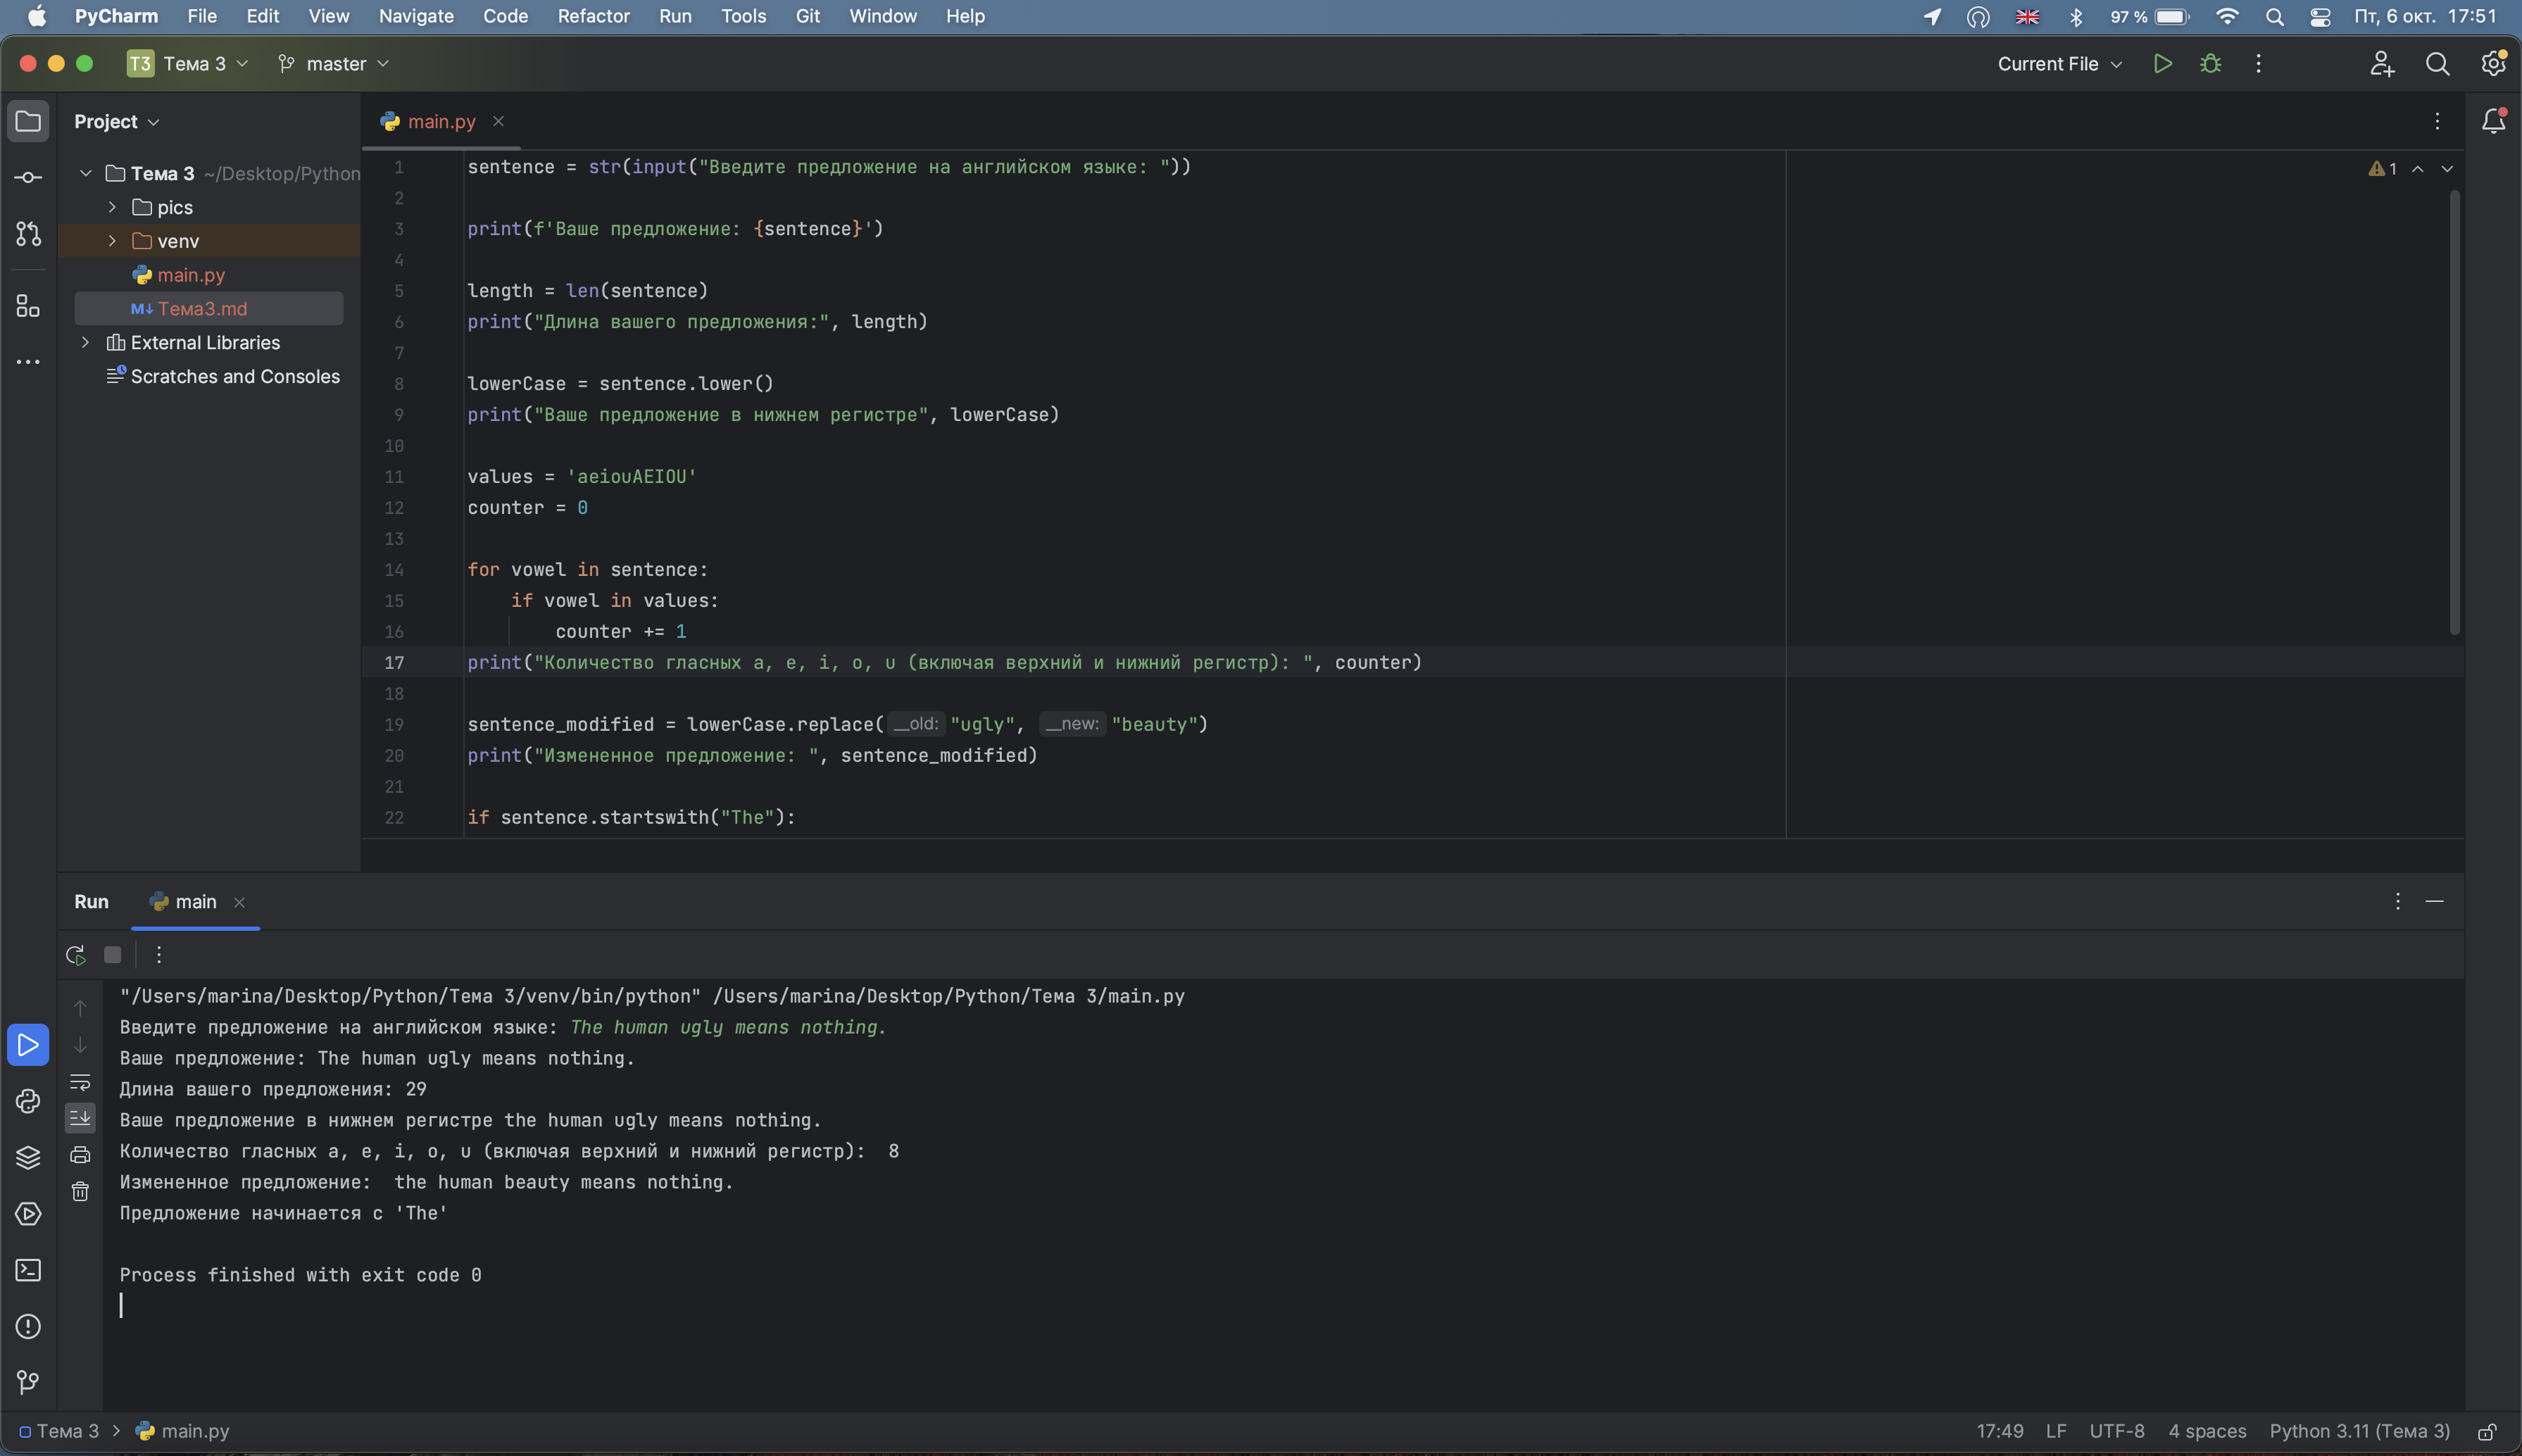 PyCharm File Edit View Navigate Code Refactor Run Tools Git Window Help 97 % Пт, 6 окт. 17:51
T3 Тема 3 master Current File
Project
main.py
Тема 3 ~/Desktop/Python
pics
venv
main.py
M↓ Тема3.md
External Libraries
Scratches and Consoles
1 sentence = str(input("Введите предложение на английском языке: "))
1
2
3 print(f'Ваше предложение: {sentence}')
4
5 length = len(sentence)
6 print("Длина вашего предложения:", length)
7
8 lowerCase = sentence.lower()
9 print("Ваше предложение в нижнем регистре", lowerCase)
10
11 values = 'aeiouAEIOU'
12 counter = 0
13
14 for vowel in sentence:
15     if vowel in values:
16         counter += 1
17 print("Количество гласных a, e, i, o, u (включая верхний и нижний регистр): ", counter)
18
19 sentence_modified = lowerCase.replace( __old: "ugly", __new: "beauty")
20 print("Измененное предложение: ", sentence_modified)
21
22 if sentence.startswith("The"):
Run main
"/Users/marina/Desktop/Python/Тема 3/venv/bin/python" /Users/marina/Desktop/Python/Тема 3/main.py
Введите предложение на английском языке: The human ugly means nothing.
Ваше предложение: The human ugly means nothing.
Длина вашего предложения: 29
Ваше предложение в нижнем регистре the human ugly means nothing.
Количество гласных a, e, i, o, u (включая верхний и нижний регистр):  8
Измененное предложение:  the human beauty means nothing.
Предложение начинается с 'The'
Process finished with exit code 0
Тема 3 > main.py 17:49 LF UTF-8 4 spaces Python 3.11 (Тема 3)